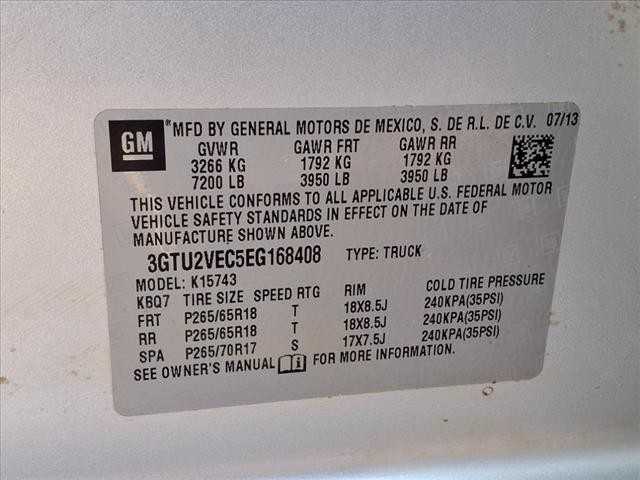 GM ® MFD BY GENERAL MOTORS DE MEXICO, S. DE R.L. DE C.V. 07/13
GVWR GAWR FRT GAWR RR
3266 KG 1792 KG 1792 KG
7200 LB 3950 LB 3950 LB
THIS VEHICLE CONFORMS TO ALL APPLICABLE U.S. FEDERAL MOTOR
VEHICLE SAFETY STANDARDS IN EFFECT ON THE DATE OF
MANUFACTURE SHOWN ABOVE.
3GTU2VEC5EG168408 TYPE: TRUCK
MODEL: K15743
KBQ7 TIRE SIZE SPEED RTG RIM COLD TIRE PRESSURE
FRT P265/65R18 T 18X8.5J 240KPA(35PSI)
RR P265/65R18 T 18X8.5J 240KPA(35PSI)
SPA P265/70R17 S 17X7.5J 240KPA(35PSI)
SEE OWNER'S MANUAL FOR MORE INFORMATION.